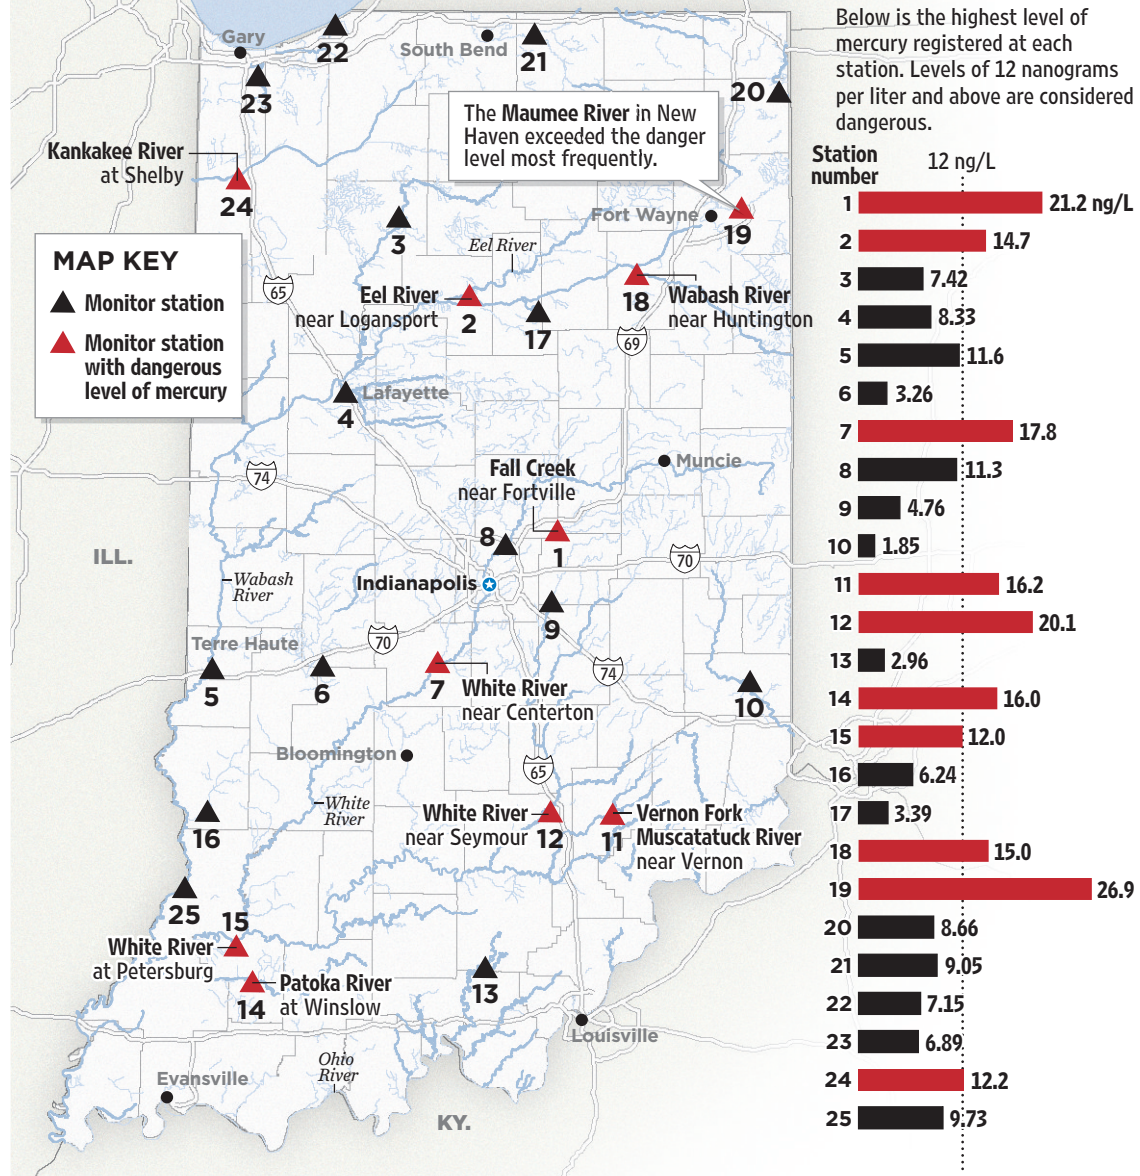 Below is the highest level of
mercury registered at each
station. Levels of 12 nanograms
per liter and above are considered
dangerous.
Station
number
12 ng/L
1 21.2 ng/L
2 14.7
3 7.42
4 8.33
5 11.6
6 3.26
7 17.8
8 11.3
9 4.76
10 1.85
11 16.2
12 20.1
13 2.96
14 16.0
15 12.0
16 6.24
17 3.39
18 15.0
19 26.9
20 8.66
21 9.05
22 7.15
23 6.89
24 12.2
25 9.73
Gary
22
South Bend
21
23
20
The Maumee River in New
Haven exceeded the danger
level most frequently.
Kankakee River
at Shelby
24
3
Fort Wayne
19
Eel River
MAP KEY
Monitor station
Monitor station
with dangerous
level of mercury
65
Eel River
near Logansport
2
17
18
Wabash River
near Huntington
69
Lafayette
4
74
Muncie
Fall Creek
near Fortville
8
1
ILL.
70
Indianapolis
Wabash
River
9
Terre Haute
70
74
5
6
7
White River
near Centerton
10
Bloomington
65
White
River
16
White River
near Seymour
12
11
Vernon Fork
Muscatatuck River
near Vernon
25
15
White River
at Petersburg
14
Patoka River
at Winslow
13
Louisville
Ohio
River
Evansville
KY.